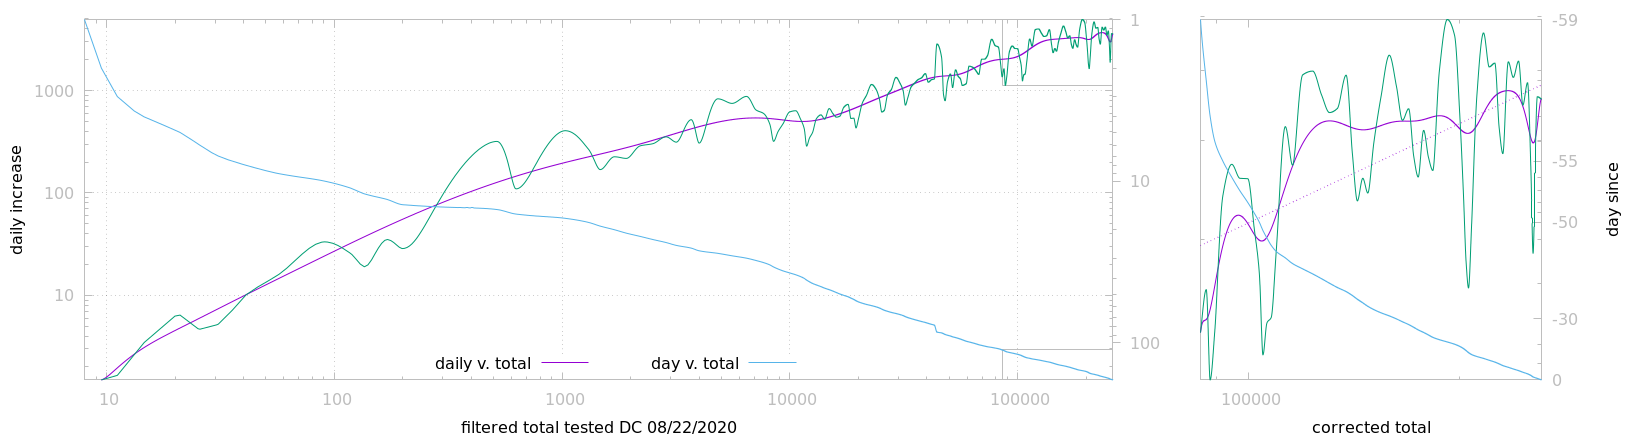 1
-59
1000
daily increase
100
10
-55
-50
day since
10
-30
100
daily v. total
day v. total
0
10
100
1000
10000
100000
100000
filtered total tested DC 08/22/2020
corrected total